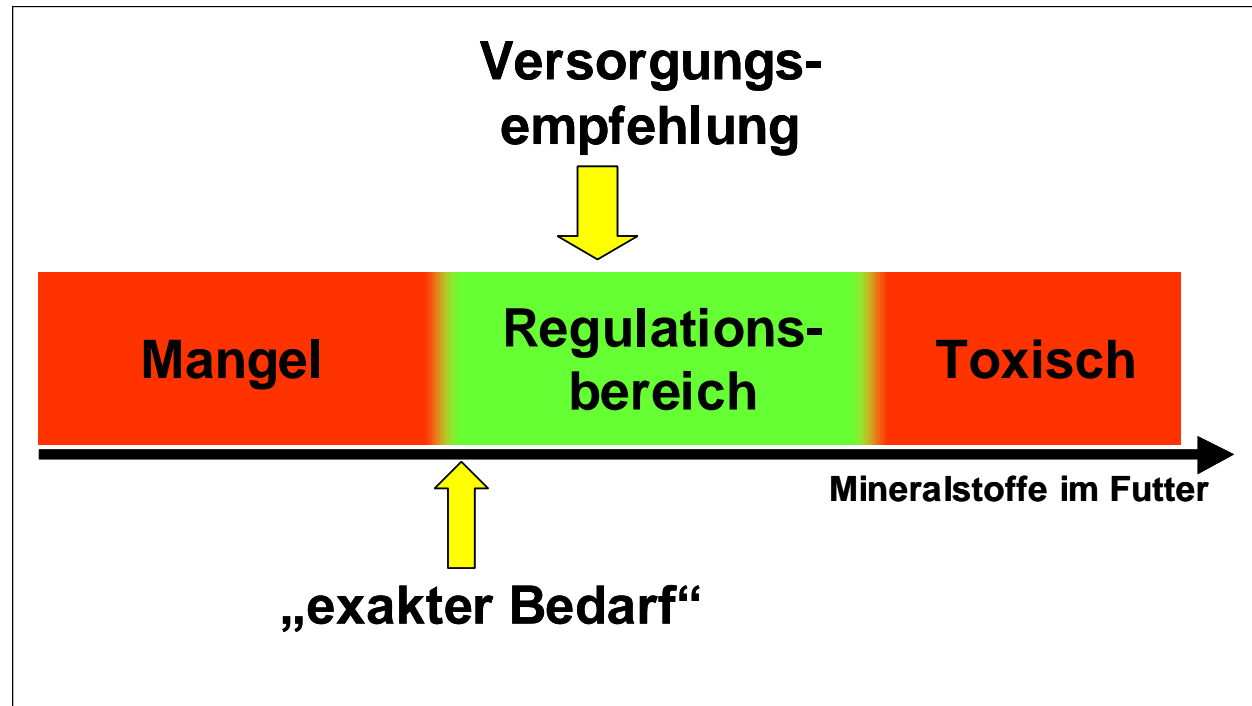 Versorgungs-
empfehlung
Mangel
Regulations-
bereich
Toxisch
Mineralstoffe im Futter
„exakter Bedarf“